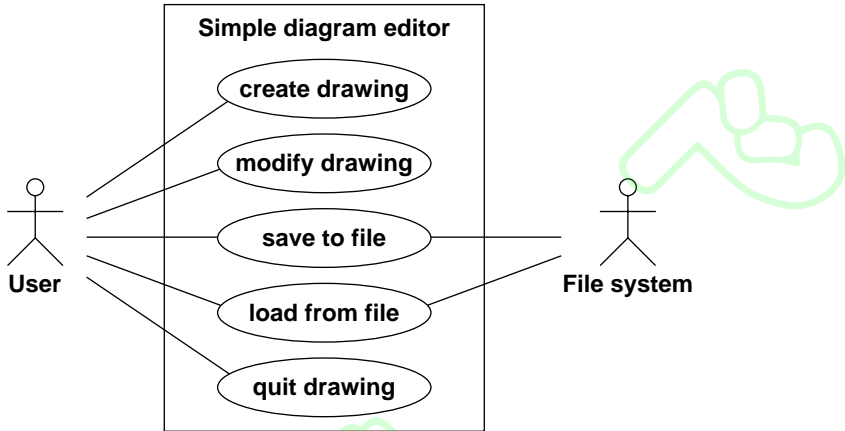 Simple diagram editor
create drawing
modify drawing
save to file
load from file
quit drawing
User
File system